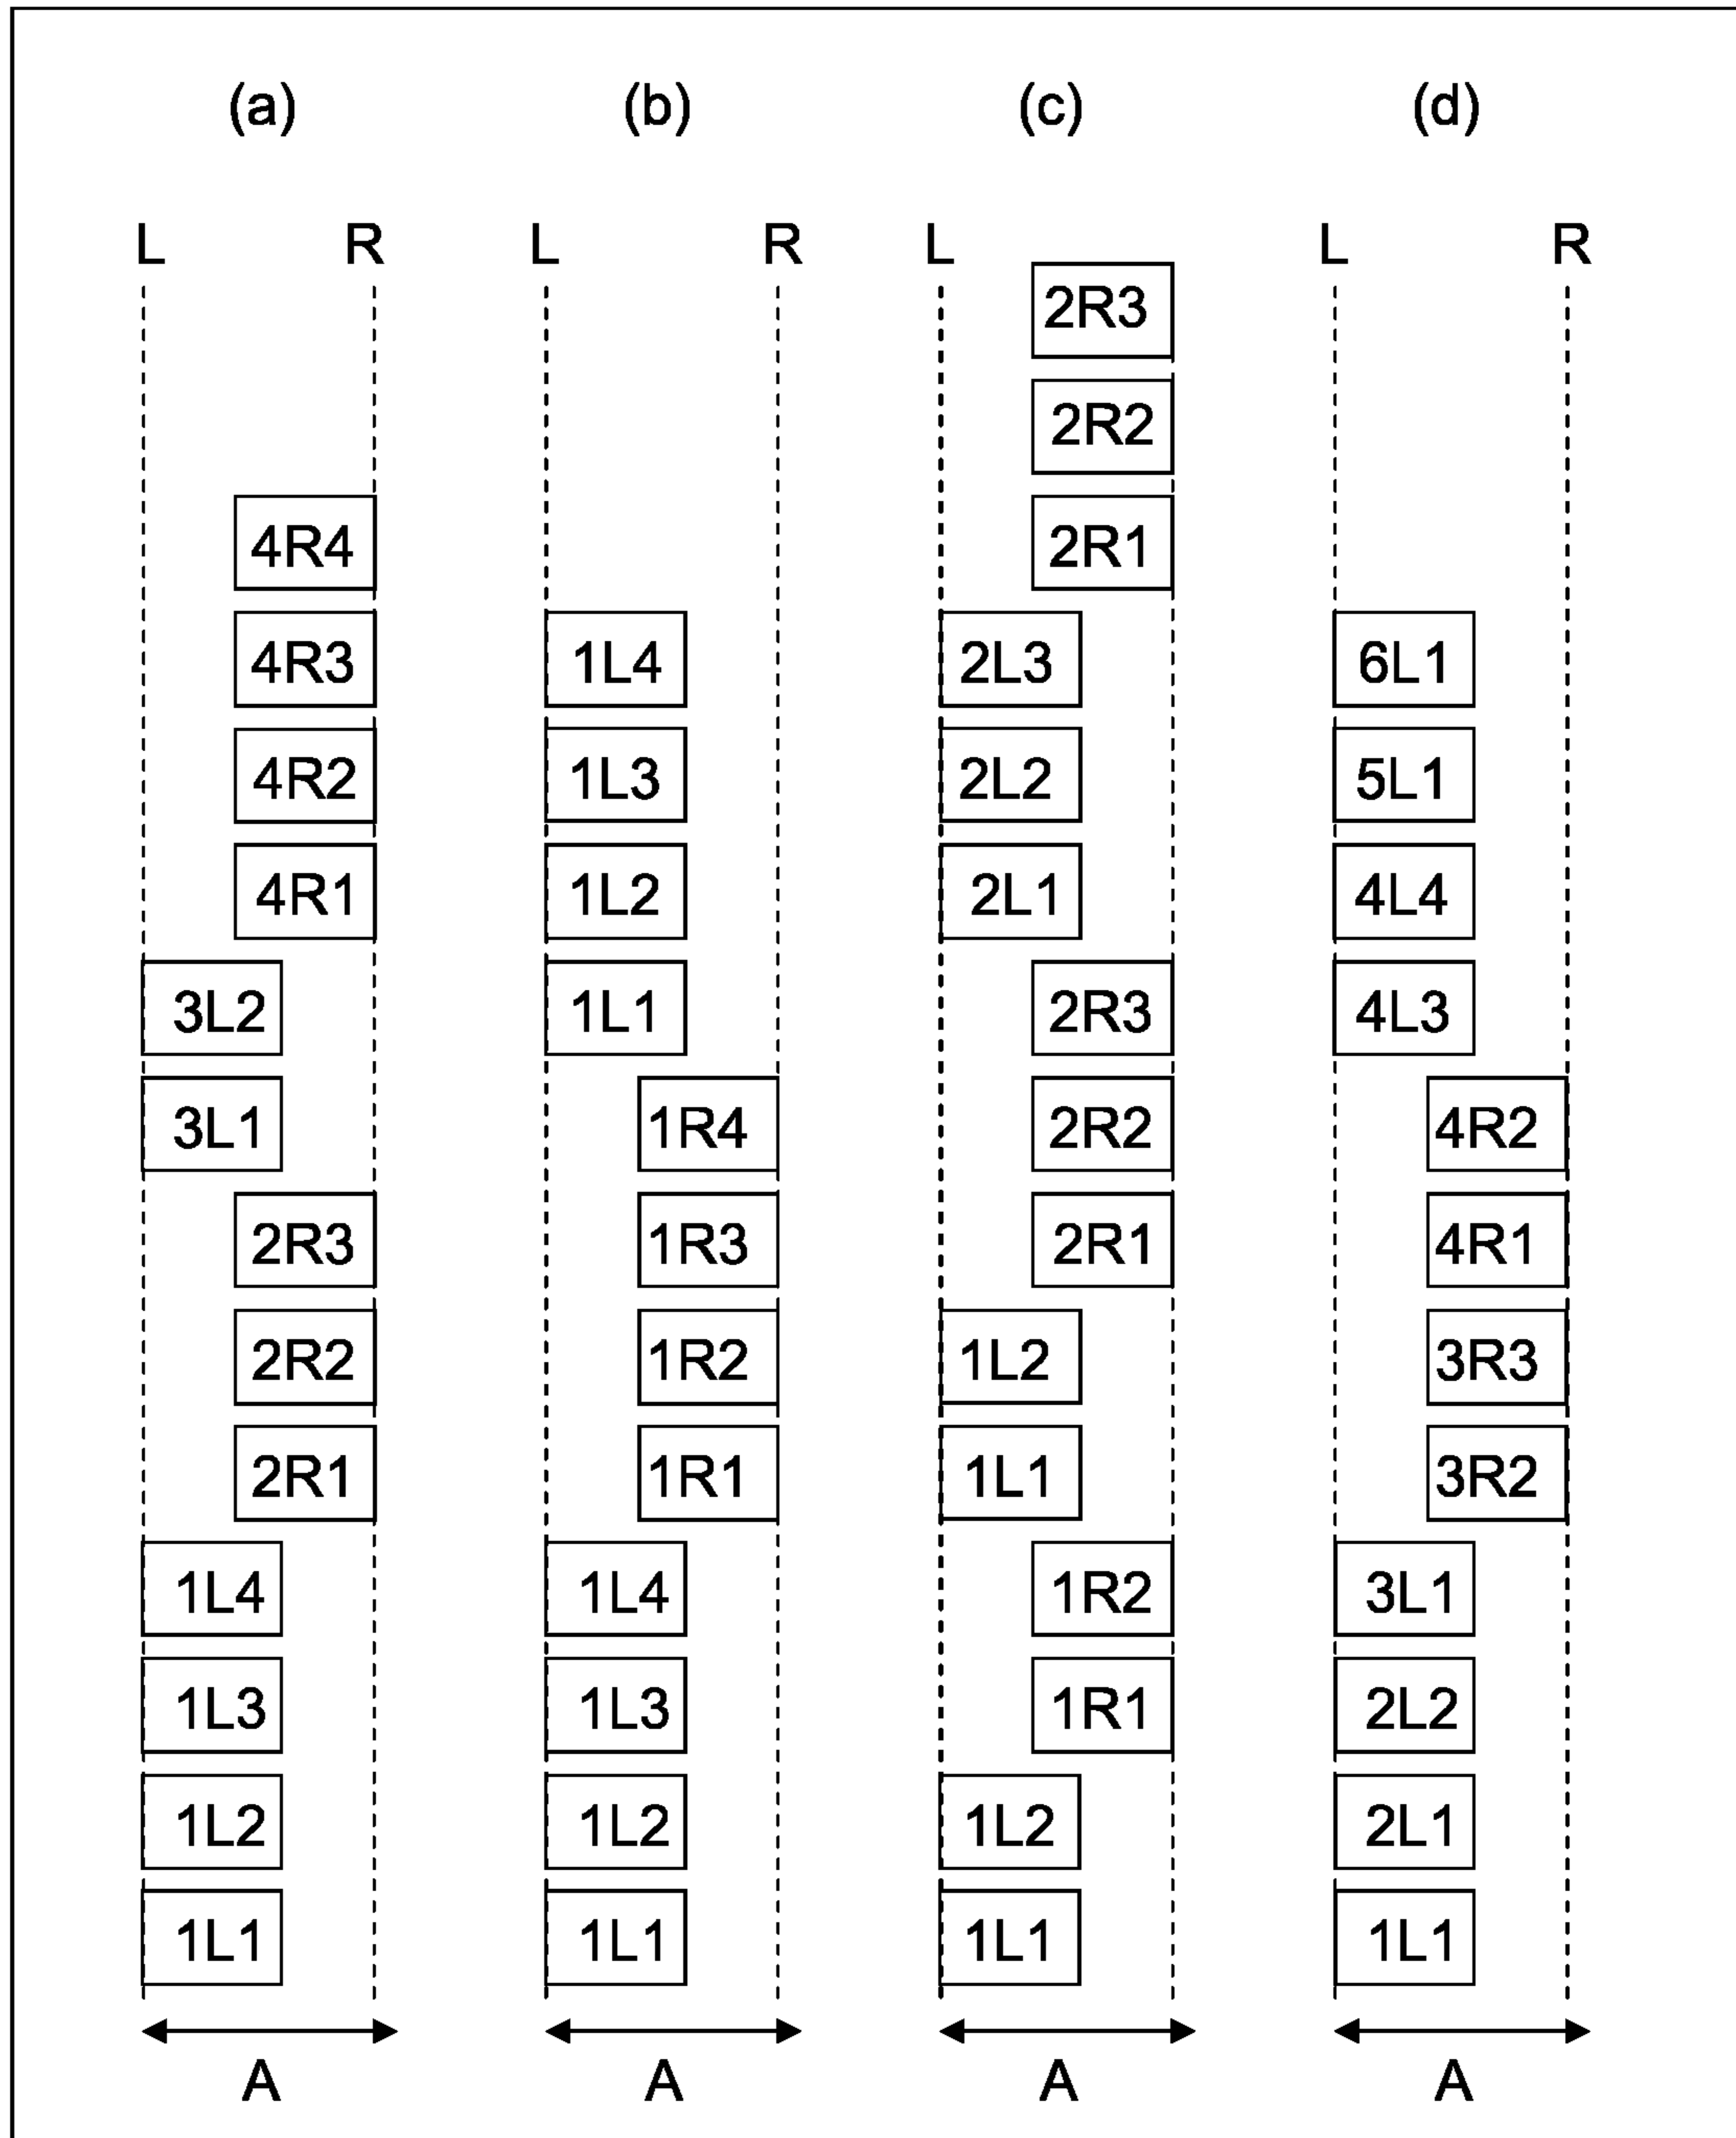 (a) (b) (c) (d)
L R L R L R
L 2R3
2R2
4R4 2R1
4R3 1L4 2L3 6L1
4R2 1L3 2L2 5L1
4R1 1L2 2L1 4L4
3L2 1L1 2R3 4L3
3L1 1R4 2R2 4R2
2R3 1R3 2R1 4R1
2R2 1R2 1L2 3R3
2R1 1R1 1L1 3R2
1L4 1L4 1R2 3L1
1L3 1L3 1R1 2L2
1L2 1L2 1L2 2L1
1L1 1L1 1L1 1L1
A A A A